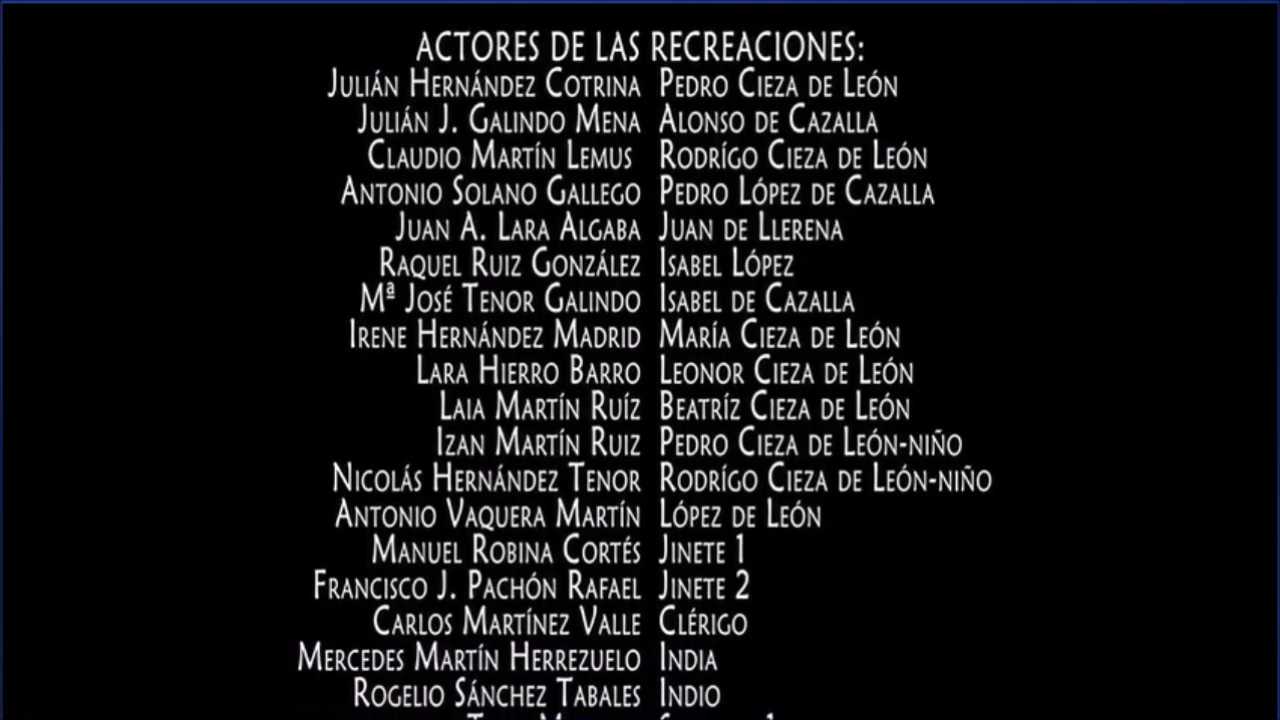 ACTORES DE LAS RECREACIONES:
JULIÁN HERNÁNDEZ COTRINA PEDRO CIEZA DE LEÓN
JULIÁN J. GALINDO MENA ALONSO DE CAZALLA
CLAUDIO MARTÍN LEMUS RODRÍGO CIEZA DE LEÓN
ANTONIO SOLANO GALLEGO PEDRO LÓPEZ DE CAZALLA
JUAN A. LARA ALGABA JUAN DE LLERENA
RAQUEL RUIZ GONZÁLEZ ISABEL LÓPEZ
Mª JOSÉ TENOR GALINDO ISABEL DE CAZALLA
IRENE HERNÁNDEZ MADRID MARÍA CIEZA DE LEÓN
LARA HIERRO BARRO LEONOR CIEZA DE LEÓN
LAIA MARTÍN RUÍZ BEATRÍZ CIEZA DE LEÓN
IZAN MARTÍN RUIZ PEDRO CIEZA DE LEÓN-NIÑO
NICOLÁS HERNÁNDEZ TENOR RODRÍGO CIEZA DE LEÓN-NIÑO
ANTONIO VAQUERA MARTÍN LÓPEZ DE LEÓN
MANUEL ROBINA CORTÉS JINETE 1
FRANCISCO J. PACHÓN RAFAEL JINETE 2
CARLOS MARTÍNEZ VALLE CLÉRIGO
MERCEDES MARTÍN HERREZUELO INDIA
ROGELIO SÁNCHEZ TABALES INDIO